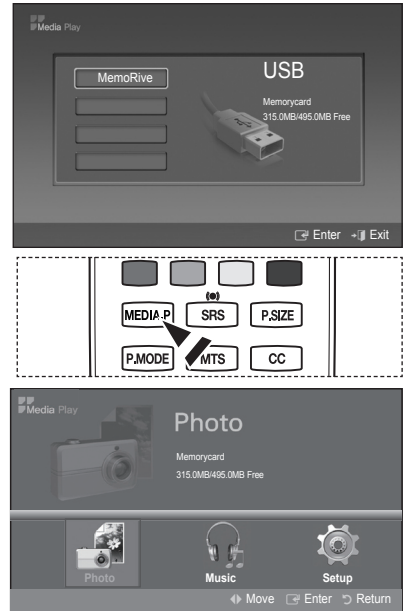 Media Play
MemoRive
USB
Memorycard
315.0MB/495.0MB Free
Enter Exit
MEDIA.P SRS P.SIZE
P.MODE MTS CC
Media Play
Photo
Memorycard
315.0MB/495.0MB Free
Photo Music Setup
Move Enter Return